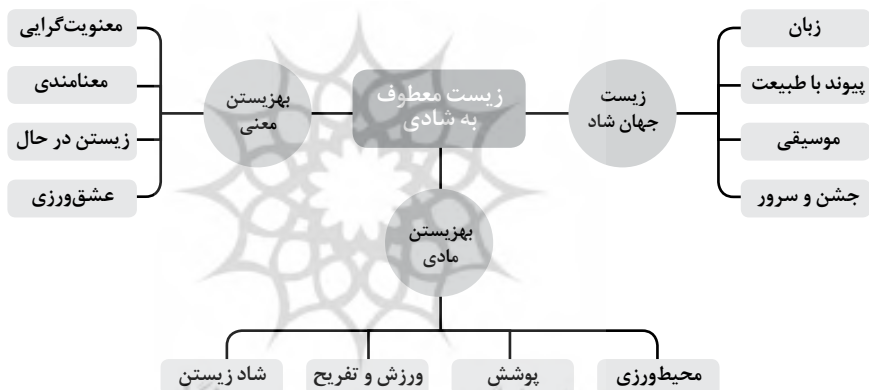 زیست معطوف
به شادی
زیست
جهان شاد
زبان
پیوند با طبیعت
موسیقی
جشن و سرور
بهزیستن
معنی
معنویت‌گرایی
معنامندی
زیستن در حال
عشق‌ورزی
بهزیستن
مادی
محیط‌ورزی
پوشش
ورزش و تفریح
شاد زیستن